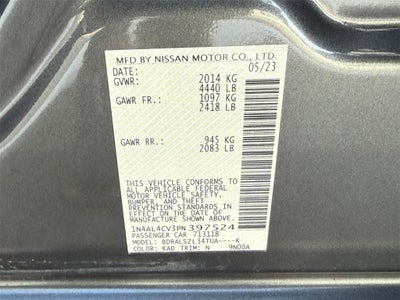 MFD BY NISSAN MOTOR CO., LTD.
DATE: 05/23
GVWR: 2014 KG
4440 LB
GAWR FR: 1097 KG
2418 LB
GAWR RR: 945 KG
2083 LB
THIS VEHICLE CONFORMS TO
ALL APPLICABLE FEDERAL MOTOR
VEHICLE SAFETY,
BUMPER, AND THEFT
PREVENTION STANDARDS IN
EFFECT ON THE DATE OF
MANUFACTURE SHOWN ABOVE.
1N4AL4CV3PN397524
PASSENGER CAR 713118
MODEL: BDRALSZL34TUA----K
COLOR: KAD TRIM: N 9N00A